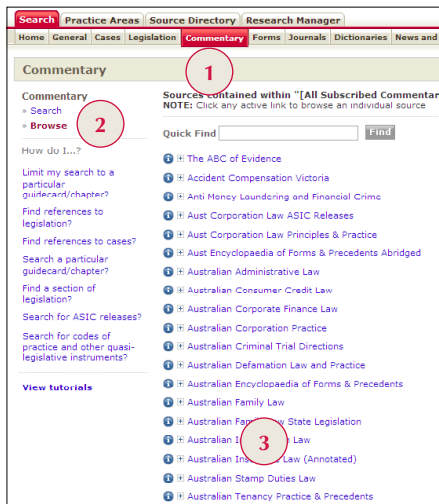 Search Practice Areas Source Directory Research Manager
Home General Cases Legislation Commentary Forms Journals Dictionaries News and
Commentary
1
Commentary
» Search
» Browse
2
How do I...?
Limit my search to a
particular
guidecard/chapter?
Find references to
legislation?
Find references to cases?
Search a particular
guidecard/chapter?
Find a section of
legislation?
Search for ASIC releases?
Search for codes of
practice and other quasi-
legislative instruments?
View tutorials
Sources contained within "[All Subscribed Commentar
NOTE: Click any active link to browse an individual source
Quick Find Find
The ABC of Evidence
Accident Compensation Victoria
Anti Money Laundering and Financial Crime
Aust Corporation Law ASIC Releases
Aust Corporation Law Principles & Practice
Aust Encyclopaedia of Forms & Precedents Abridged
Australian Administrative Law
Australian Consumer Credit Law
Australian Corporate Finance Law
Australian Corporation Practice
Australian Criminal Trial Directions
Australian Defamation Law and Practice
Australian Encyclopaedia of Forms & Precedents
Australian Family Law
Australian Family Law State Legislation
Australian Law
3
Australian Law (Annotated)
Australian Stamp Duties Law
Australian Tenancy Practice & Precedents